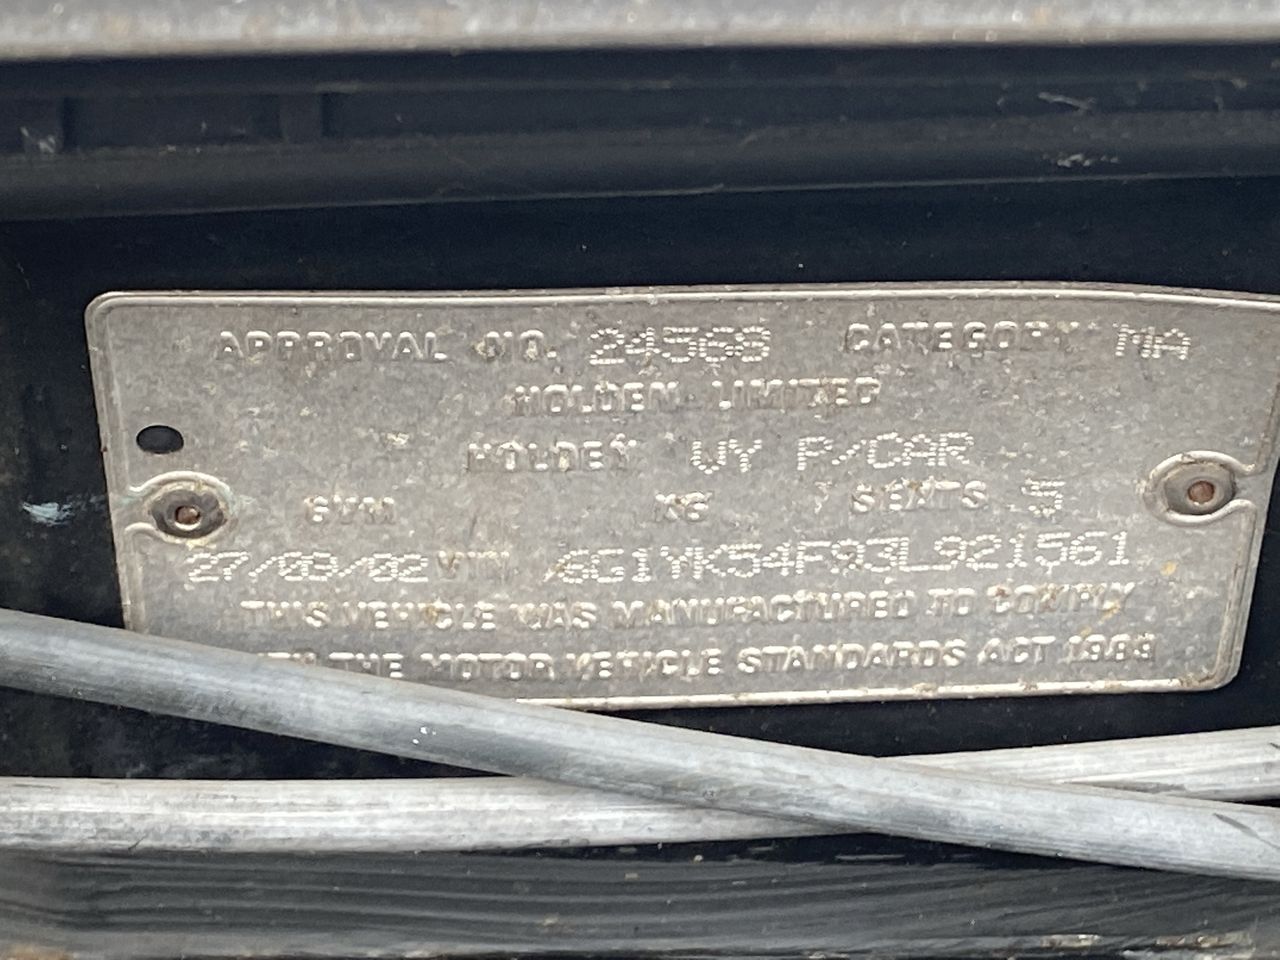 APPROVAL NO. 24568 CATEGORY MA
HOLDEN LIMITED
HOLDEN VY P/CAR
GVM KG SEATS 5
27/09/02 VIN 6G1YK54F93L921561
THIS VEHICLE WAS MANUFACTURED TO COMPLY
WITH THE MOTOR VEHICLE STANDARDS ACT 1989